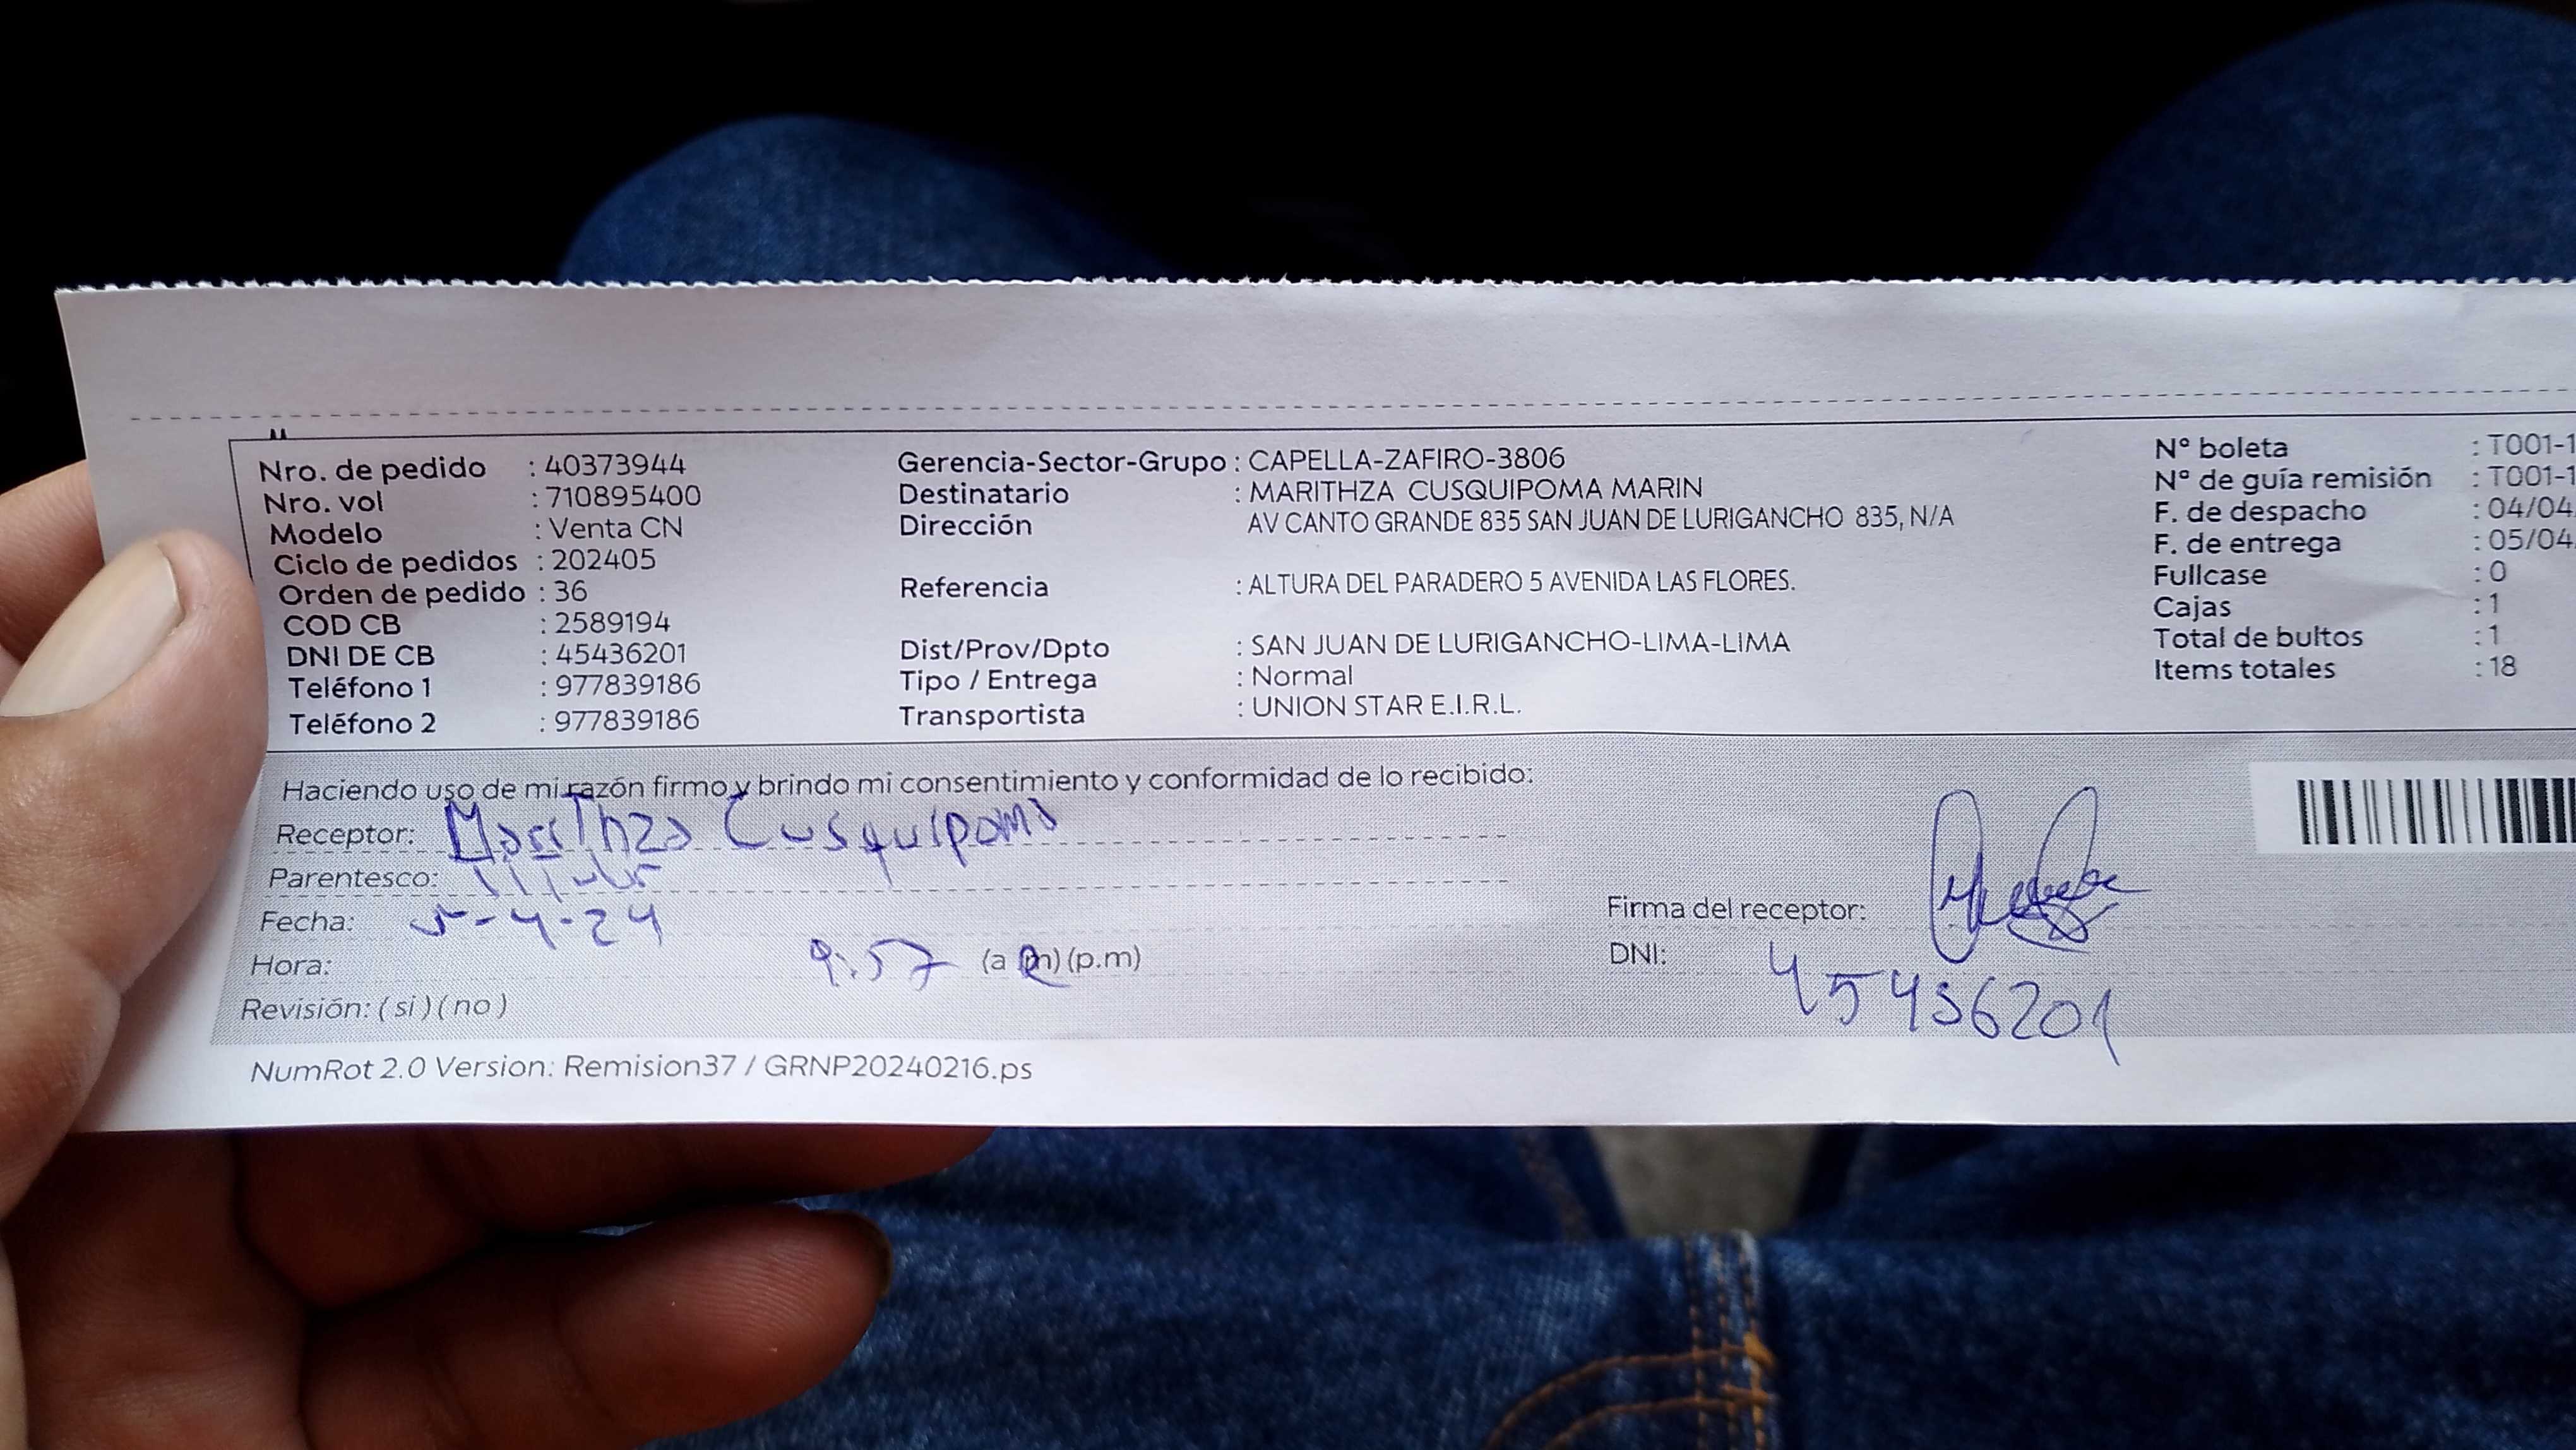 Nro. de pedido : 40373944
Nro. vol : 710895400
Modelo : Venta CN
Ciclo de pedidos : 202405
Orden de pedido : 36
COD CB : 2589194
DNI DE CB : 45436201
Teléfono 1 : 977839186
Teléfono 2 : 977839186
Gerencia-Sector-Grupo : CAPELLA-ZAFIRO-3806
Destinatario : MARITHZA CUSQUIPOMA MARIN
Dirección AV CANTO GRANDE 835 SAN JUAN DE LURIGANCHO 835, N/A
Referencia : ALTURA DEL PARADERO 5 AVENIDA LAS FLORES.
Dist/Prov/Dpto : SAN JUAN DE LURIGANCHO-LIMA-LIMA
Tipo / Entrega : Normal
Transportista : UNION STAR E.I.R.L.
N° boleta : T001-1
N° de guía remisión : T001-1
F. de despacho : 04/04
F. de entrega : 05/04
Fullcase : 0
Cajas : 1
Total de bultos : 1
Items totales : 18
Haciendo uso de mi razón firmo y brindo mi consentimiento y conformidad de lo recibido:
Receptor: Marithza Cusquipoma
Parentesco:
Fecha: 5-4-24
Hora: 9:57 (a m) (p.m)
Revisión: ( si ) ( no )
Firma del receptor:
DNI: 45436201
NumRot 2.0 Version: Remision37 / GRNP20240216.ps